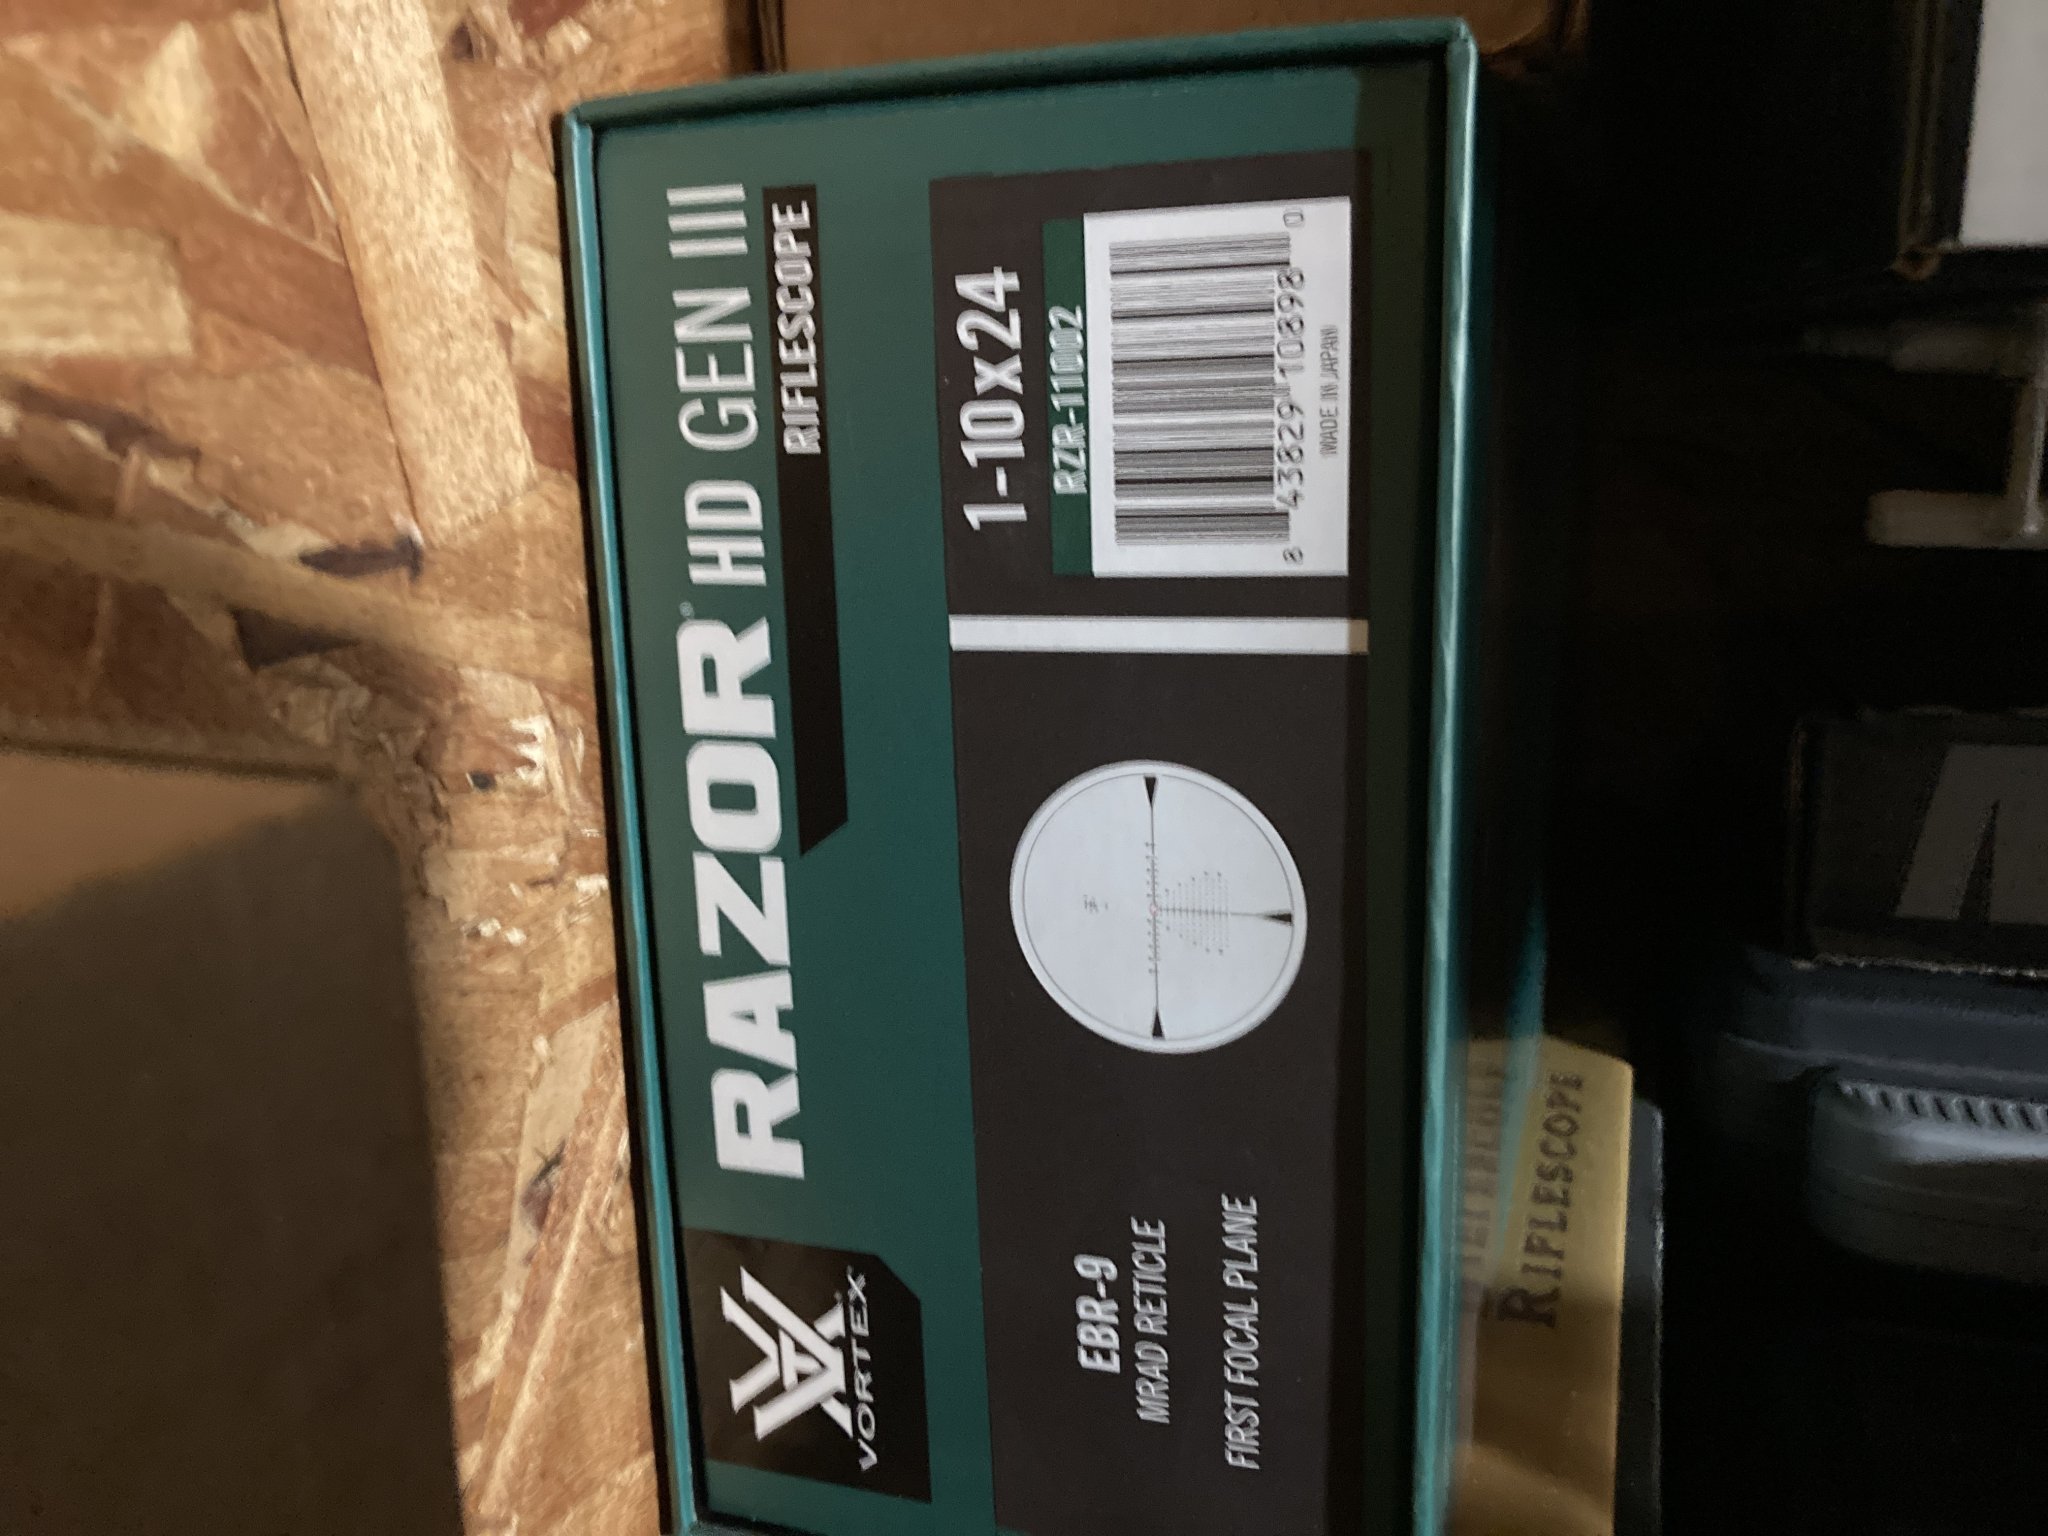 VORTEX®
RAZOR® HD GEN III
RIFLESCOPE
EBR-9
MRAD RETICLE
FIRST FOCAL PLANE
1-10x24
RZR-11002
8 43829 10898 0
MADE IN JAPAN
RIFLESCOPE